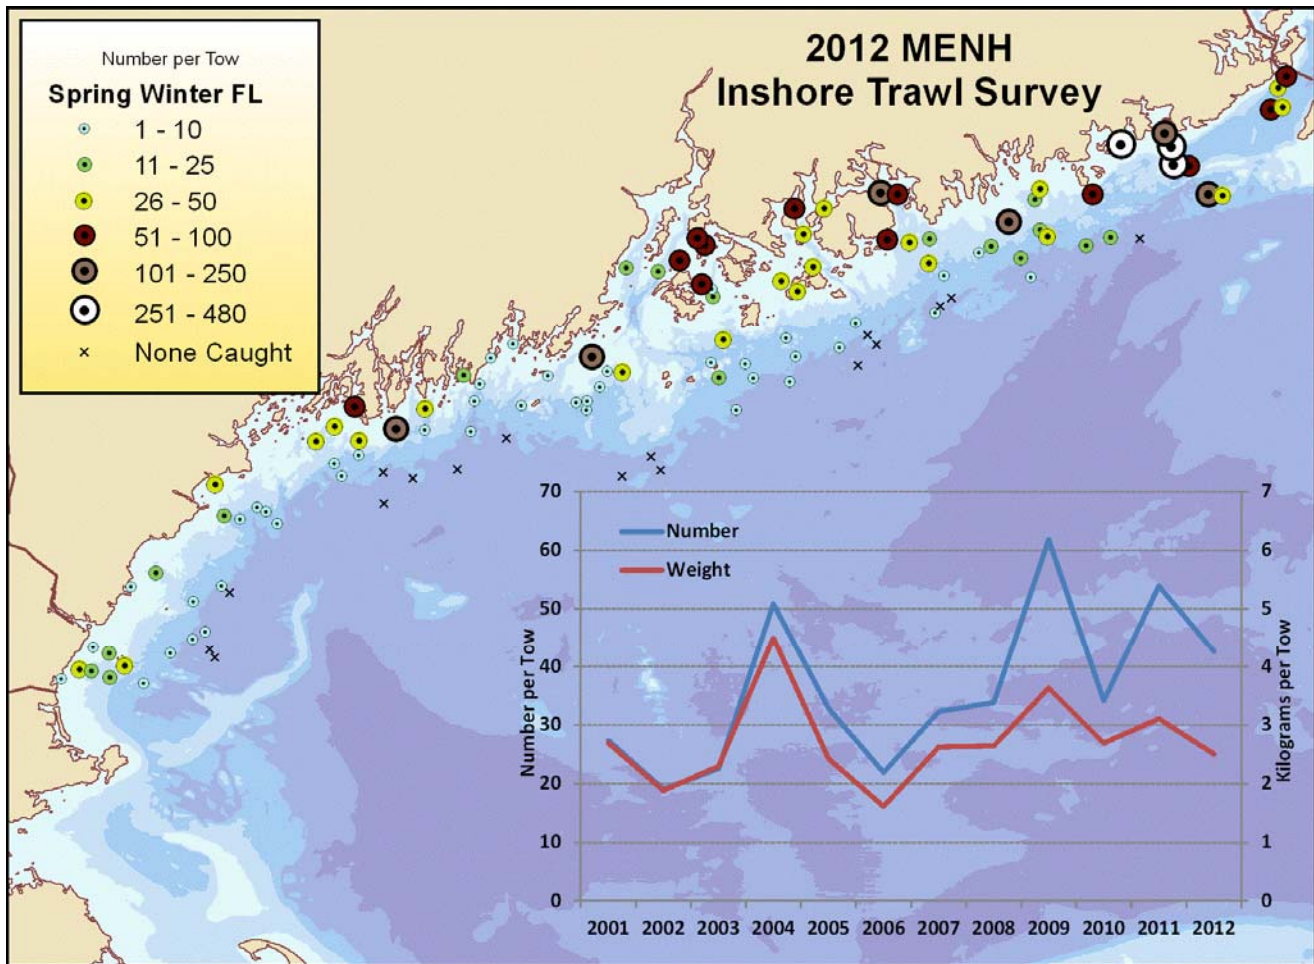 Number per Tow
Spring Winter FL
1 - 10
11 - 25
26 - 50
51 - 100
101 - 250
251 - 480
× None Caught
2012 MENH
Inshore Trawl Survey
70
60
50
40
30
20
10
0
Number per Tow
Number
Weight
7
6
5
4
3
2
1
0
Kilograms per Tow
2001 2002 2003 2004 2005 2006 2007 2008 2009 2010 2011 2012